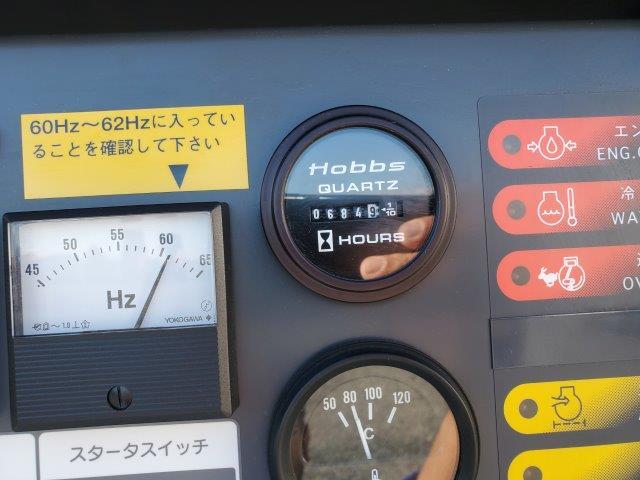 60Hz～62Hzに入ってい
ることを確認して下さい
45 50 55 60 65
Hz
～1.0
YOKOGAWA
Hobbs
QUARTZ
06849 1/10
HOURS
エン
ENG.
冷
WA
OV
50 80 100 120
C
スタータスイッチ